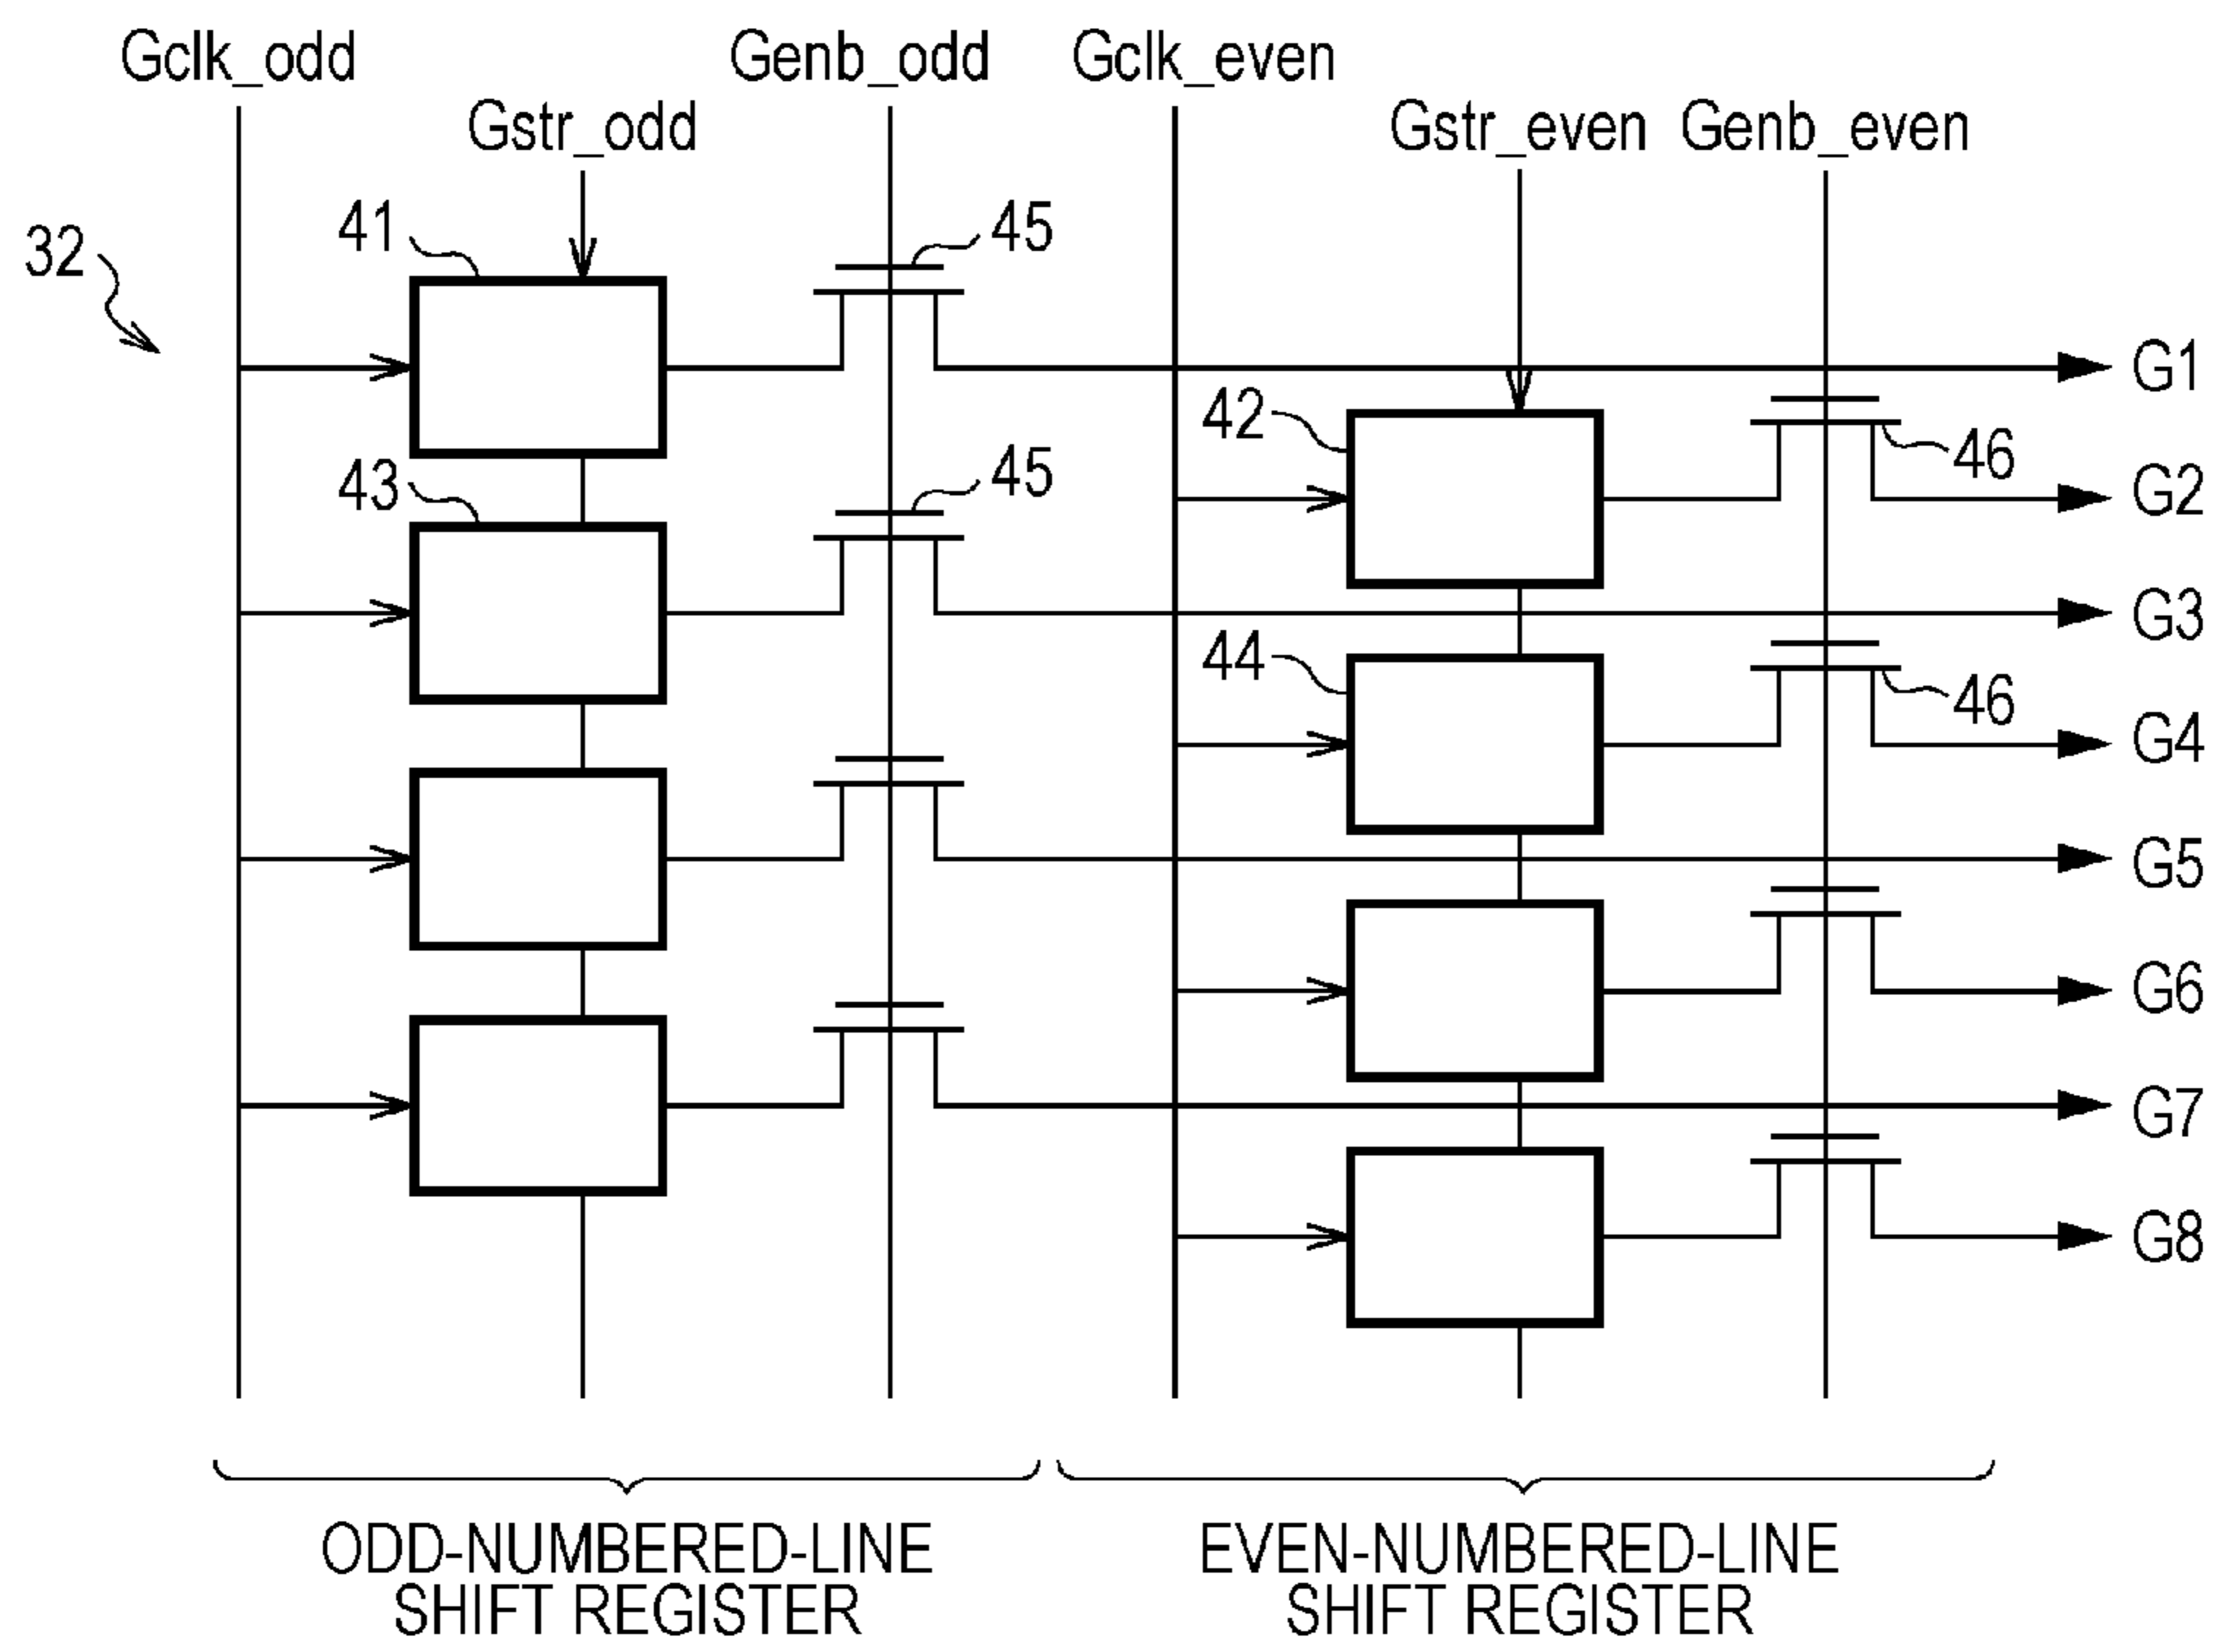 Gclk_odd
Genb_odd
Gclk_even
Gstr_odd
Gstr_even
Genb_even
32
41
45
G1
42
46
G2
43
45
G3
44
46
G4
G5
G6
G7
G8
ODD-NUMBERED-LINE
SHIFT REGISTER
EVEN-NUMBERED-LINE
SHIFT REGISTER